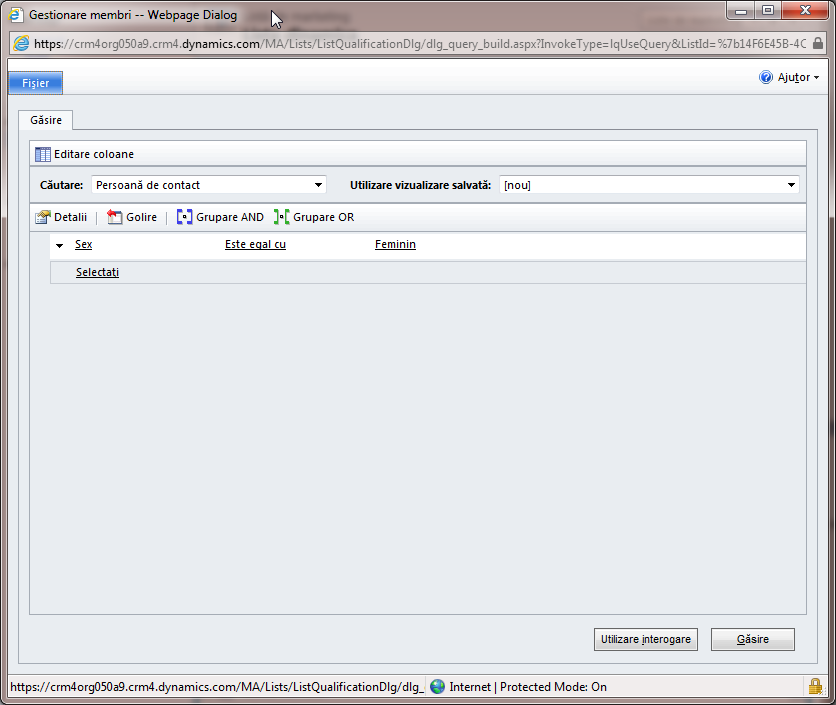 Gestionare membri -- Webpage Dialog
https://crm4org050a9.crm4.dynamics.com/MA/Lists/ListQualificationDlg/dlg_query_build.aspx?InvokeType=IqUseQuery&ListId=%7b14F6E45B-4C
Fişier
Ajutor
Găsire
Editare coloane
Căutare: Persoană de contact Utilizare vizualizare salvată: [nou]
Detalii Golire Grupare AND Grupare OR
Sex Este egal cu Feminin
Selectati
Utilizare interogare Găsire
https://crm4org050a9.crm4.dynamics.com/MA/Lists/ListQualificationDlg/dlg_ Internet | Protected Mode: On